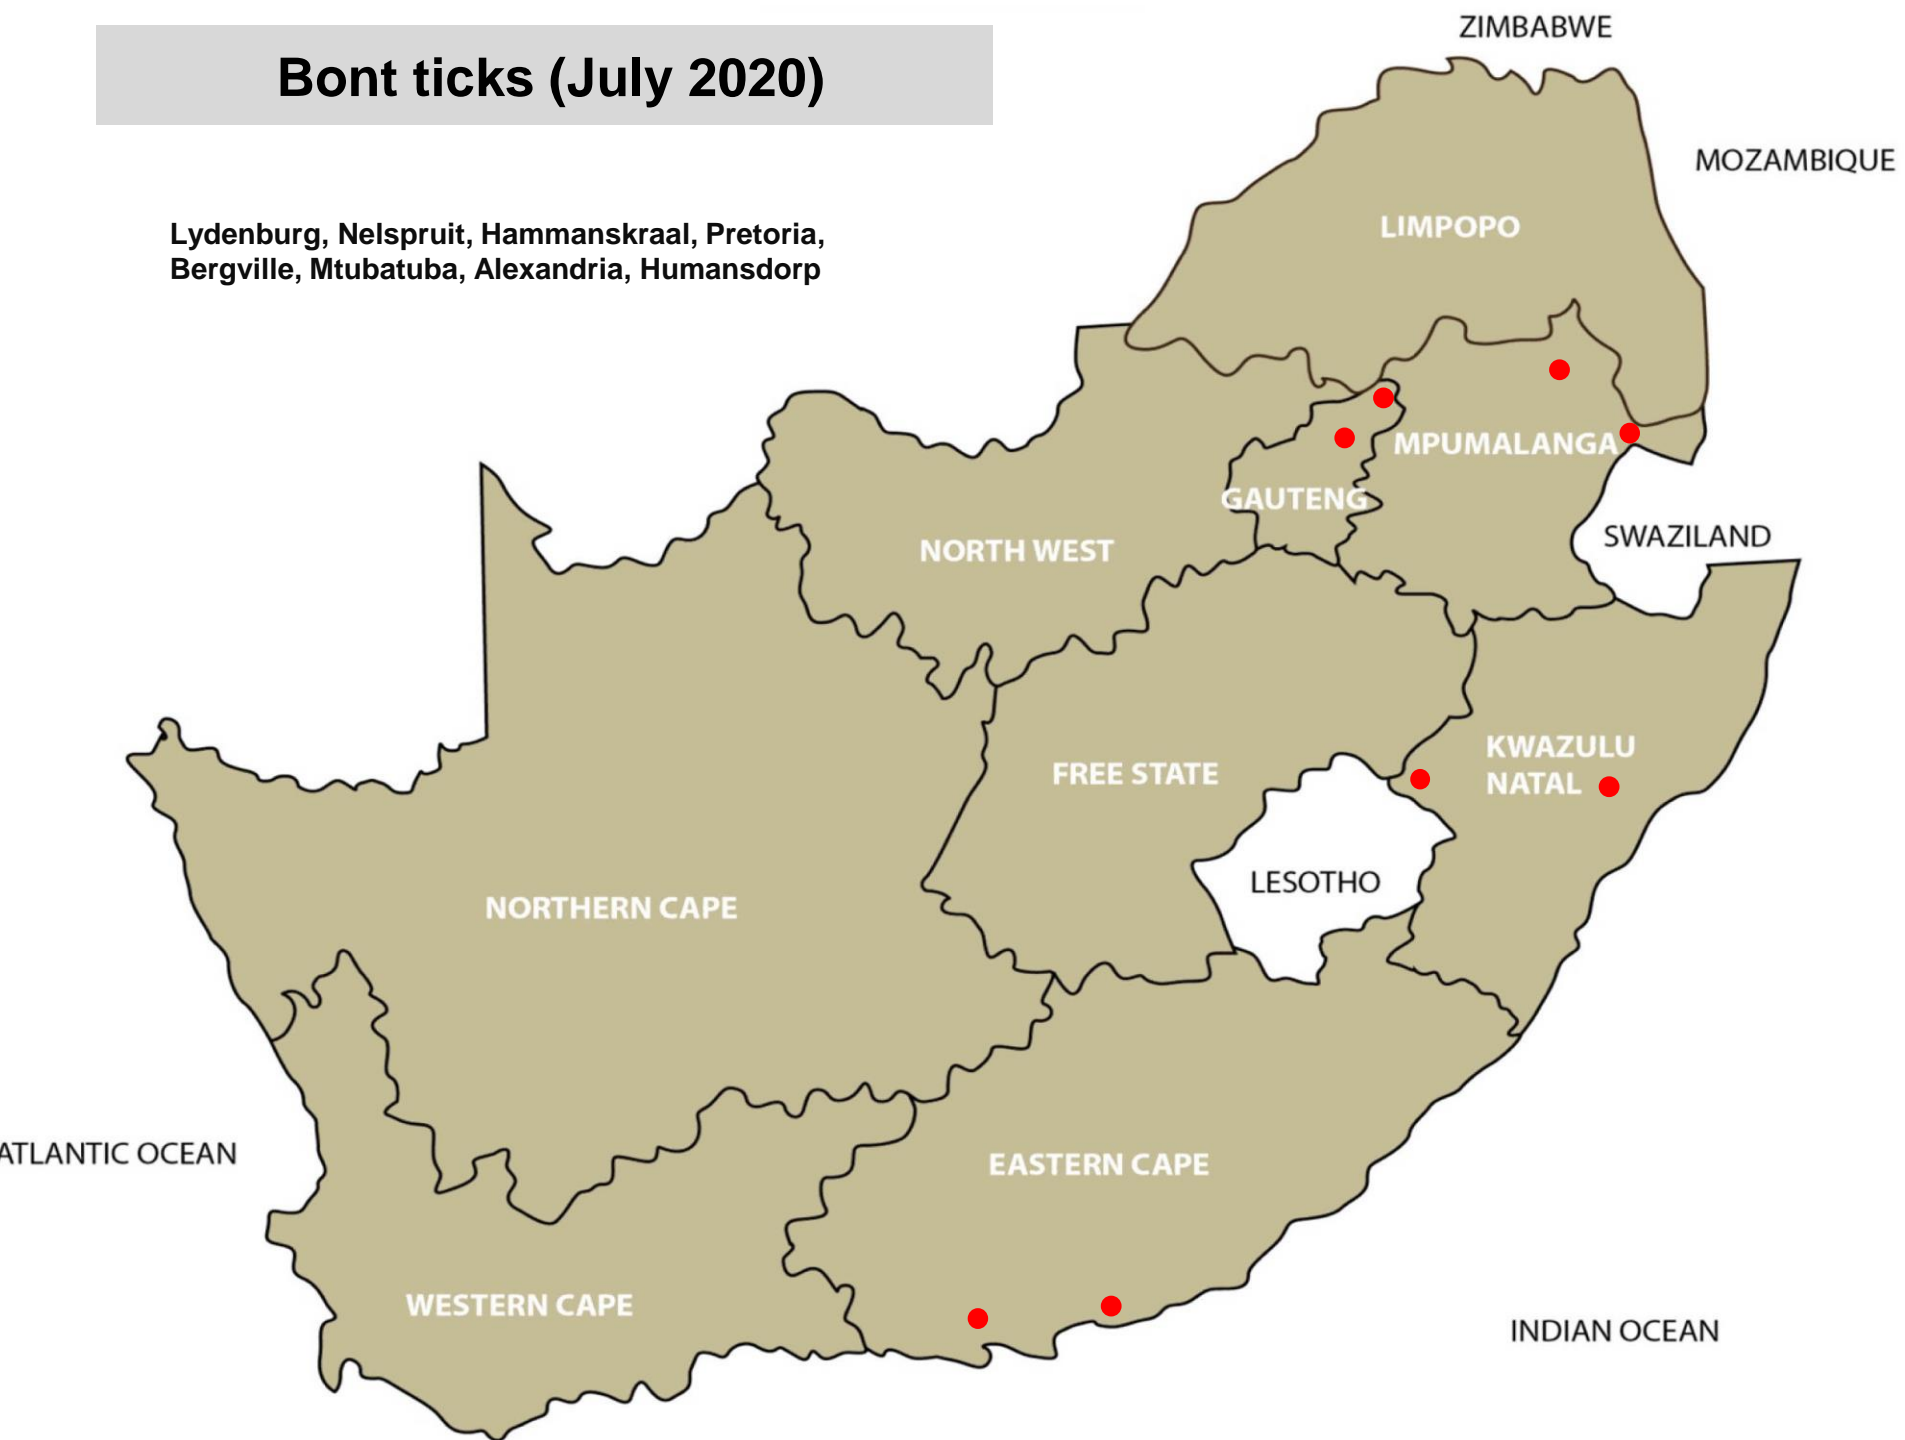 Bont ticks (July 2020)
Lydenburg, Nelspruit, Hammanskraal, Pretoria,
Bergville, Mtubatuba, Alexandria, Humansdorp
ZIMBABWE
MOZAMBIQUE
LIMPOPO
MPUMALANGA
GAUTENG
NORTH WEST
SWAZILAND
KWAZULU
NATAL
FREE STATE
LESOTHO
NORTHERN CAPE
ATLANTIC OCEAN
EASTERN CAPE
WESTERN CAPE
INDIAN OCEAN